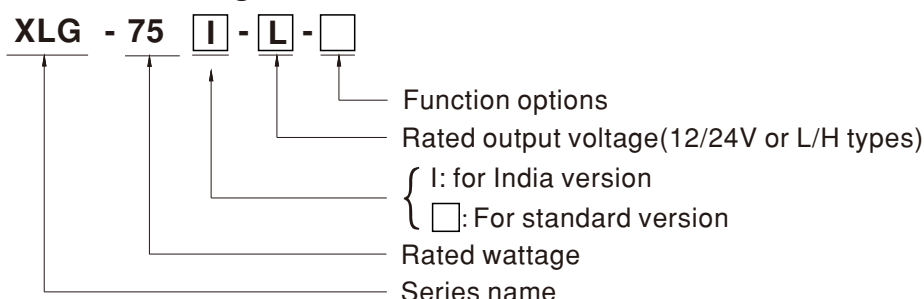 XLG - 75 I - L - □
Function options
Rated output voltage(12/24V or L/H types)
I: for India version
□: For standard version
Rated wattage
Series name